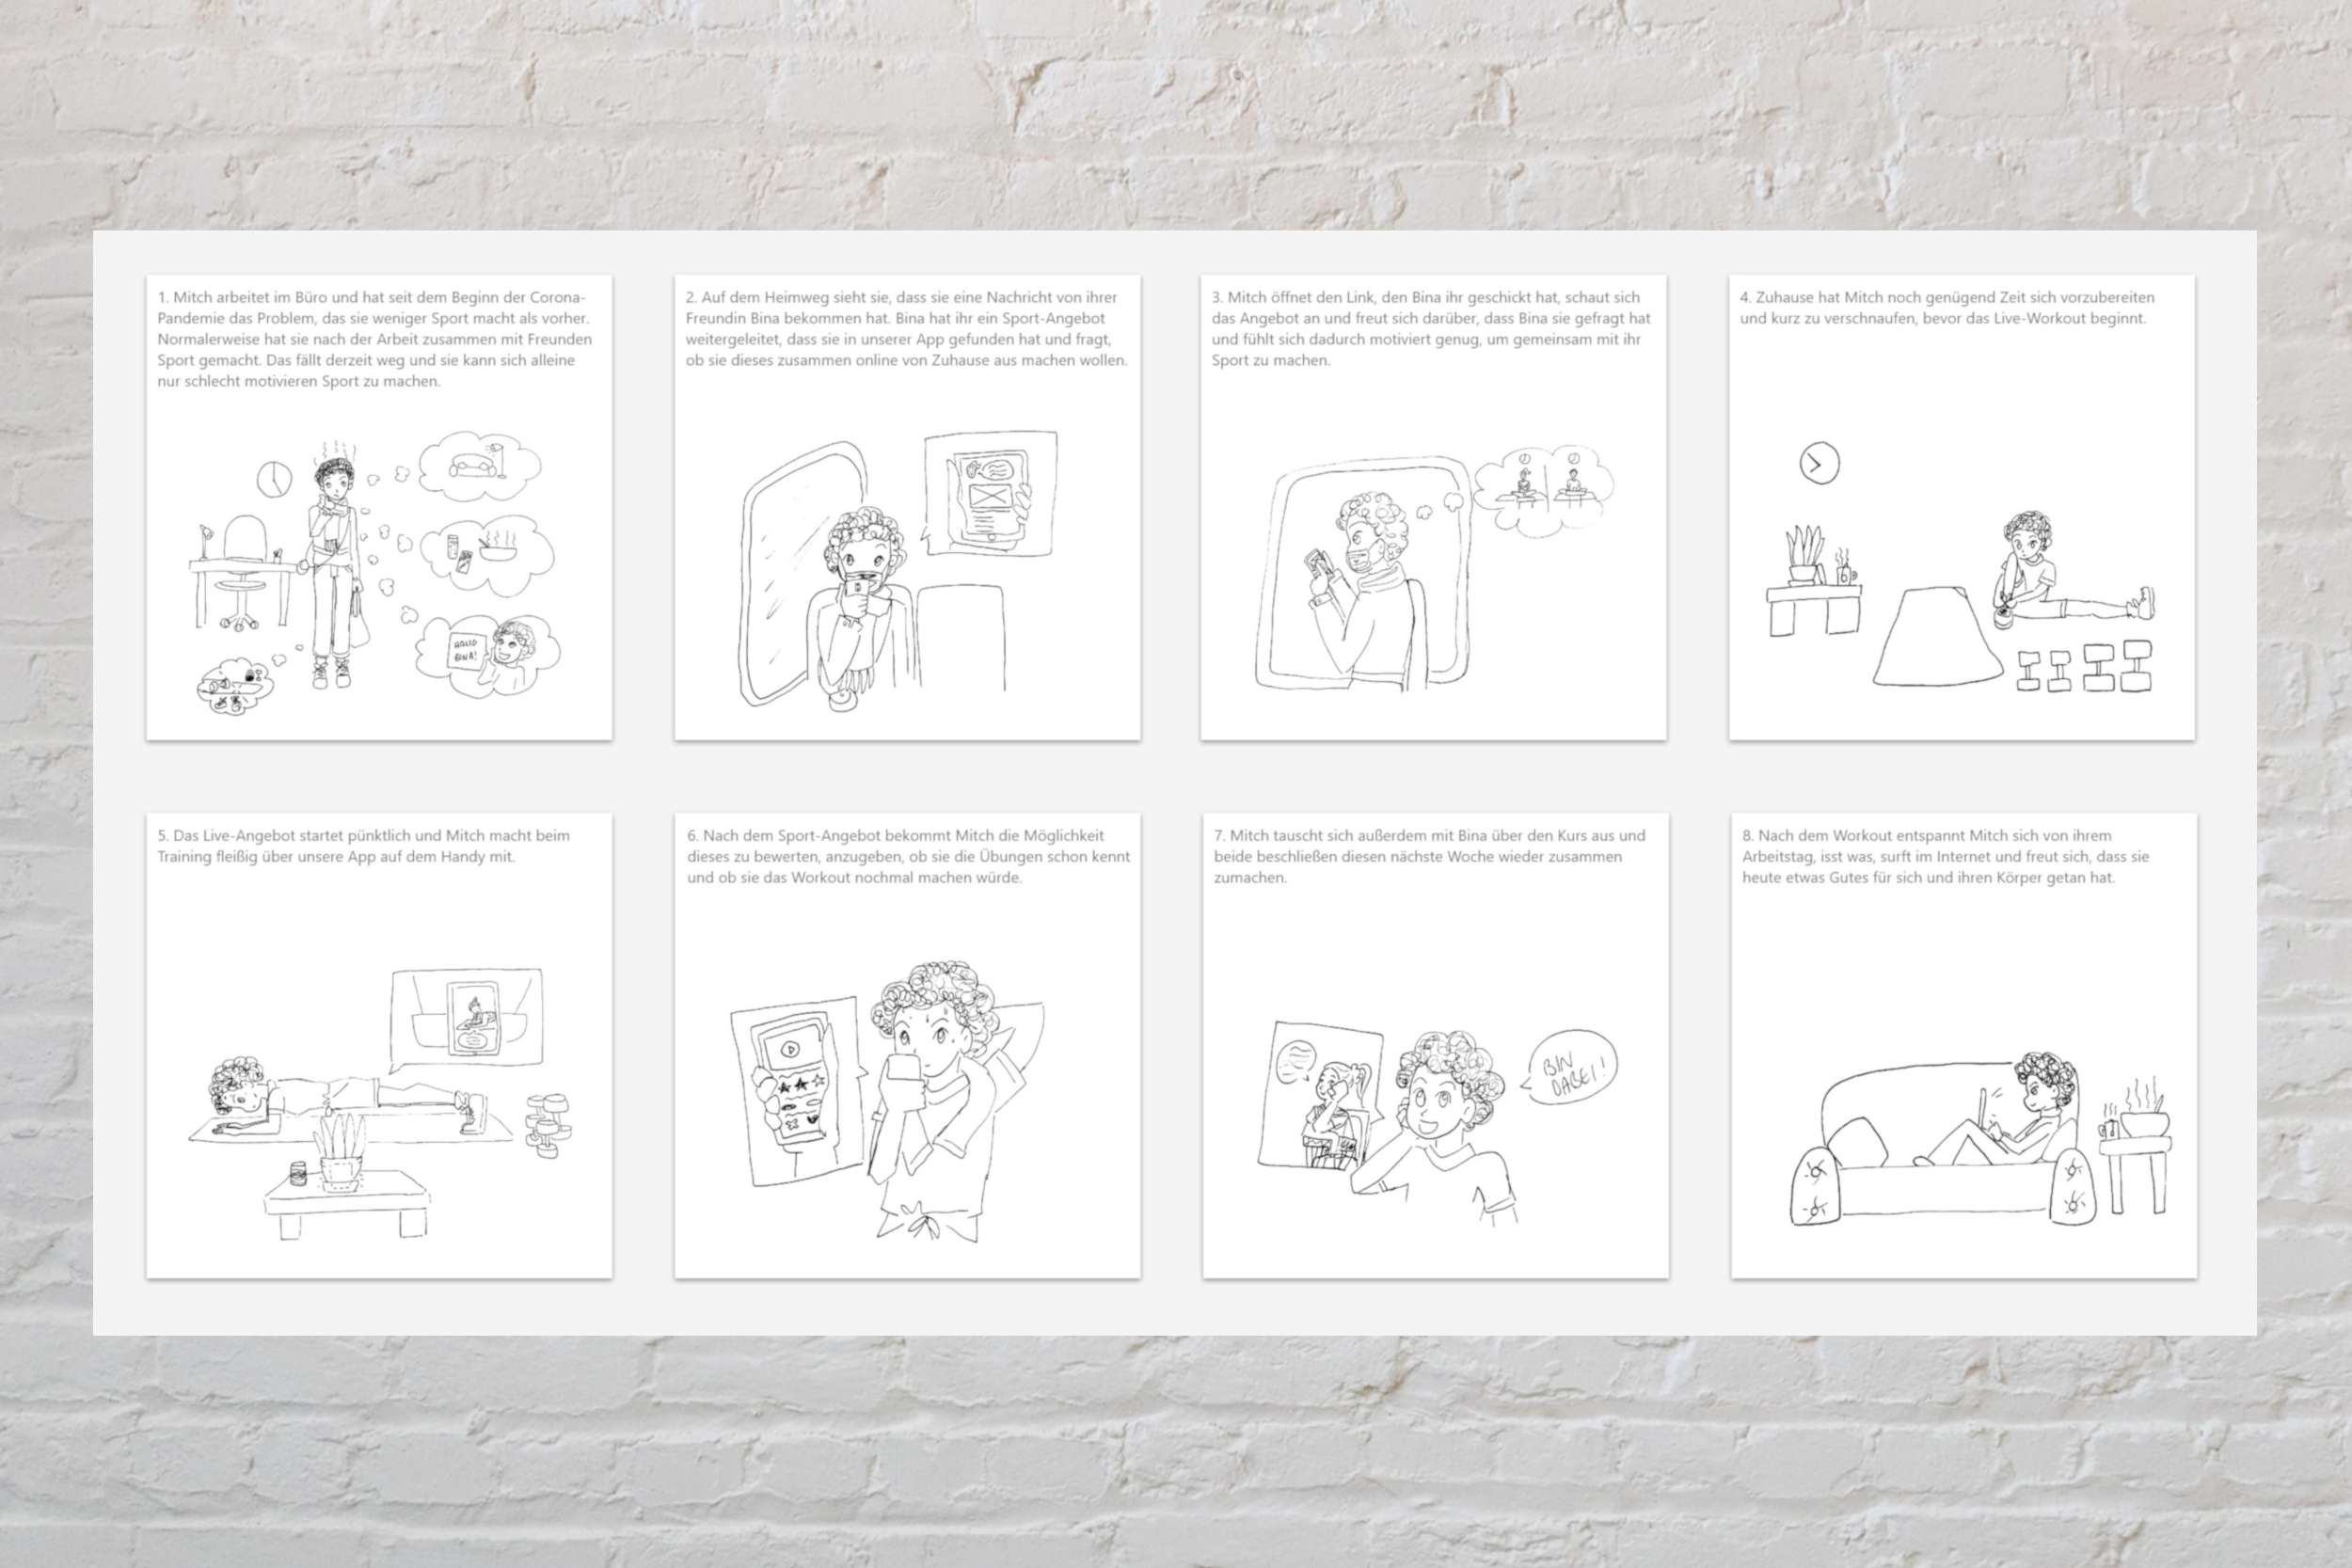 1. Mitch arbeitet im Büro und hat seit dem Beginn der Corona-
Pandemie das Problem, das sie weniger Sport macht als vorher.
Normalerweise hat sie nach der Arbeit zusammen mit Freunden
Sport gemacht. Das fällt derzeit weg und sie kann sich alleine
nur schlecht motivieren Sport zu machen.
HALLO
BINA!
2. Auf dem Heimweg sieht sie, dass sie eine Nachricht von ihrer
Freundin Bina bekommen hat. Bina hat ihr ein Sport-Angebot
weitergeleitet, dass sie in unserer App gefunden hat und fragt,
ob sie dieses zusammen online von Zuhause aus machen wollen.
3. Mitch öffnet den Link, den Bina ihr geschickt hat, schaut sich
das Angebot an und freut sich darüber, dass Bina sie gefragt hat
und fühlt sich dadurch motiviert genug, um gemeinsam mit ihr
Sport zu machen.
4. Zuhause hat Mitch noch genügend Zeit sich vorzubereiten
und kurz zu verschnaufen, bevor das Live-Workout beginnt.
5. Das Live-Angebot startet pünktlich und Mitch macht beim
Training fleißig über unsere App auf dem Handy mit.
6. Nach dem Sport-Angebot bekommt Mitch die Möglichkeit
dieses zu bewerten, anzugeben, ob sie die Übungen schon kennt
und ob sie das Workout nochmal machen würde.
7. Mitch tauscht sich außerdem mit Bina über den Kurs aus und
beide beschließen diesen nächste Woche wieder zusammen
zumachen.
BIN
DABEI!
8. Nach dem Workout entspannt Mitch sich von ihrem
Arbeitstag, isst was, surft im Internet und freut sich, dass sie
heute etwas Gutes für sich und ihren Körper getan hat.